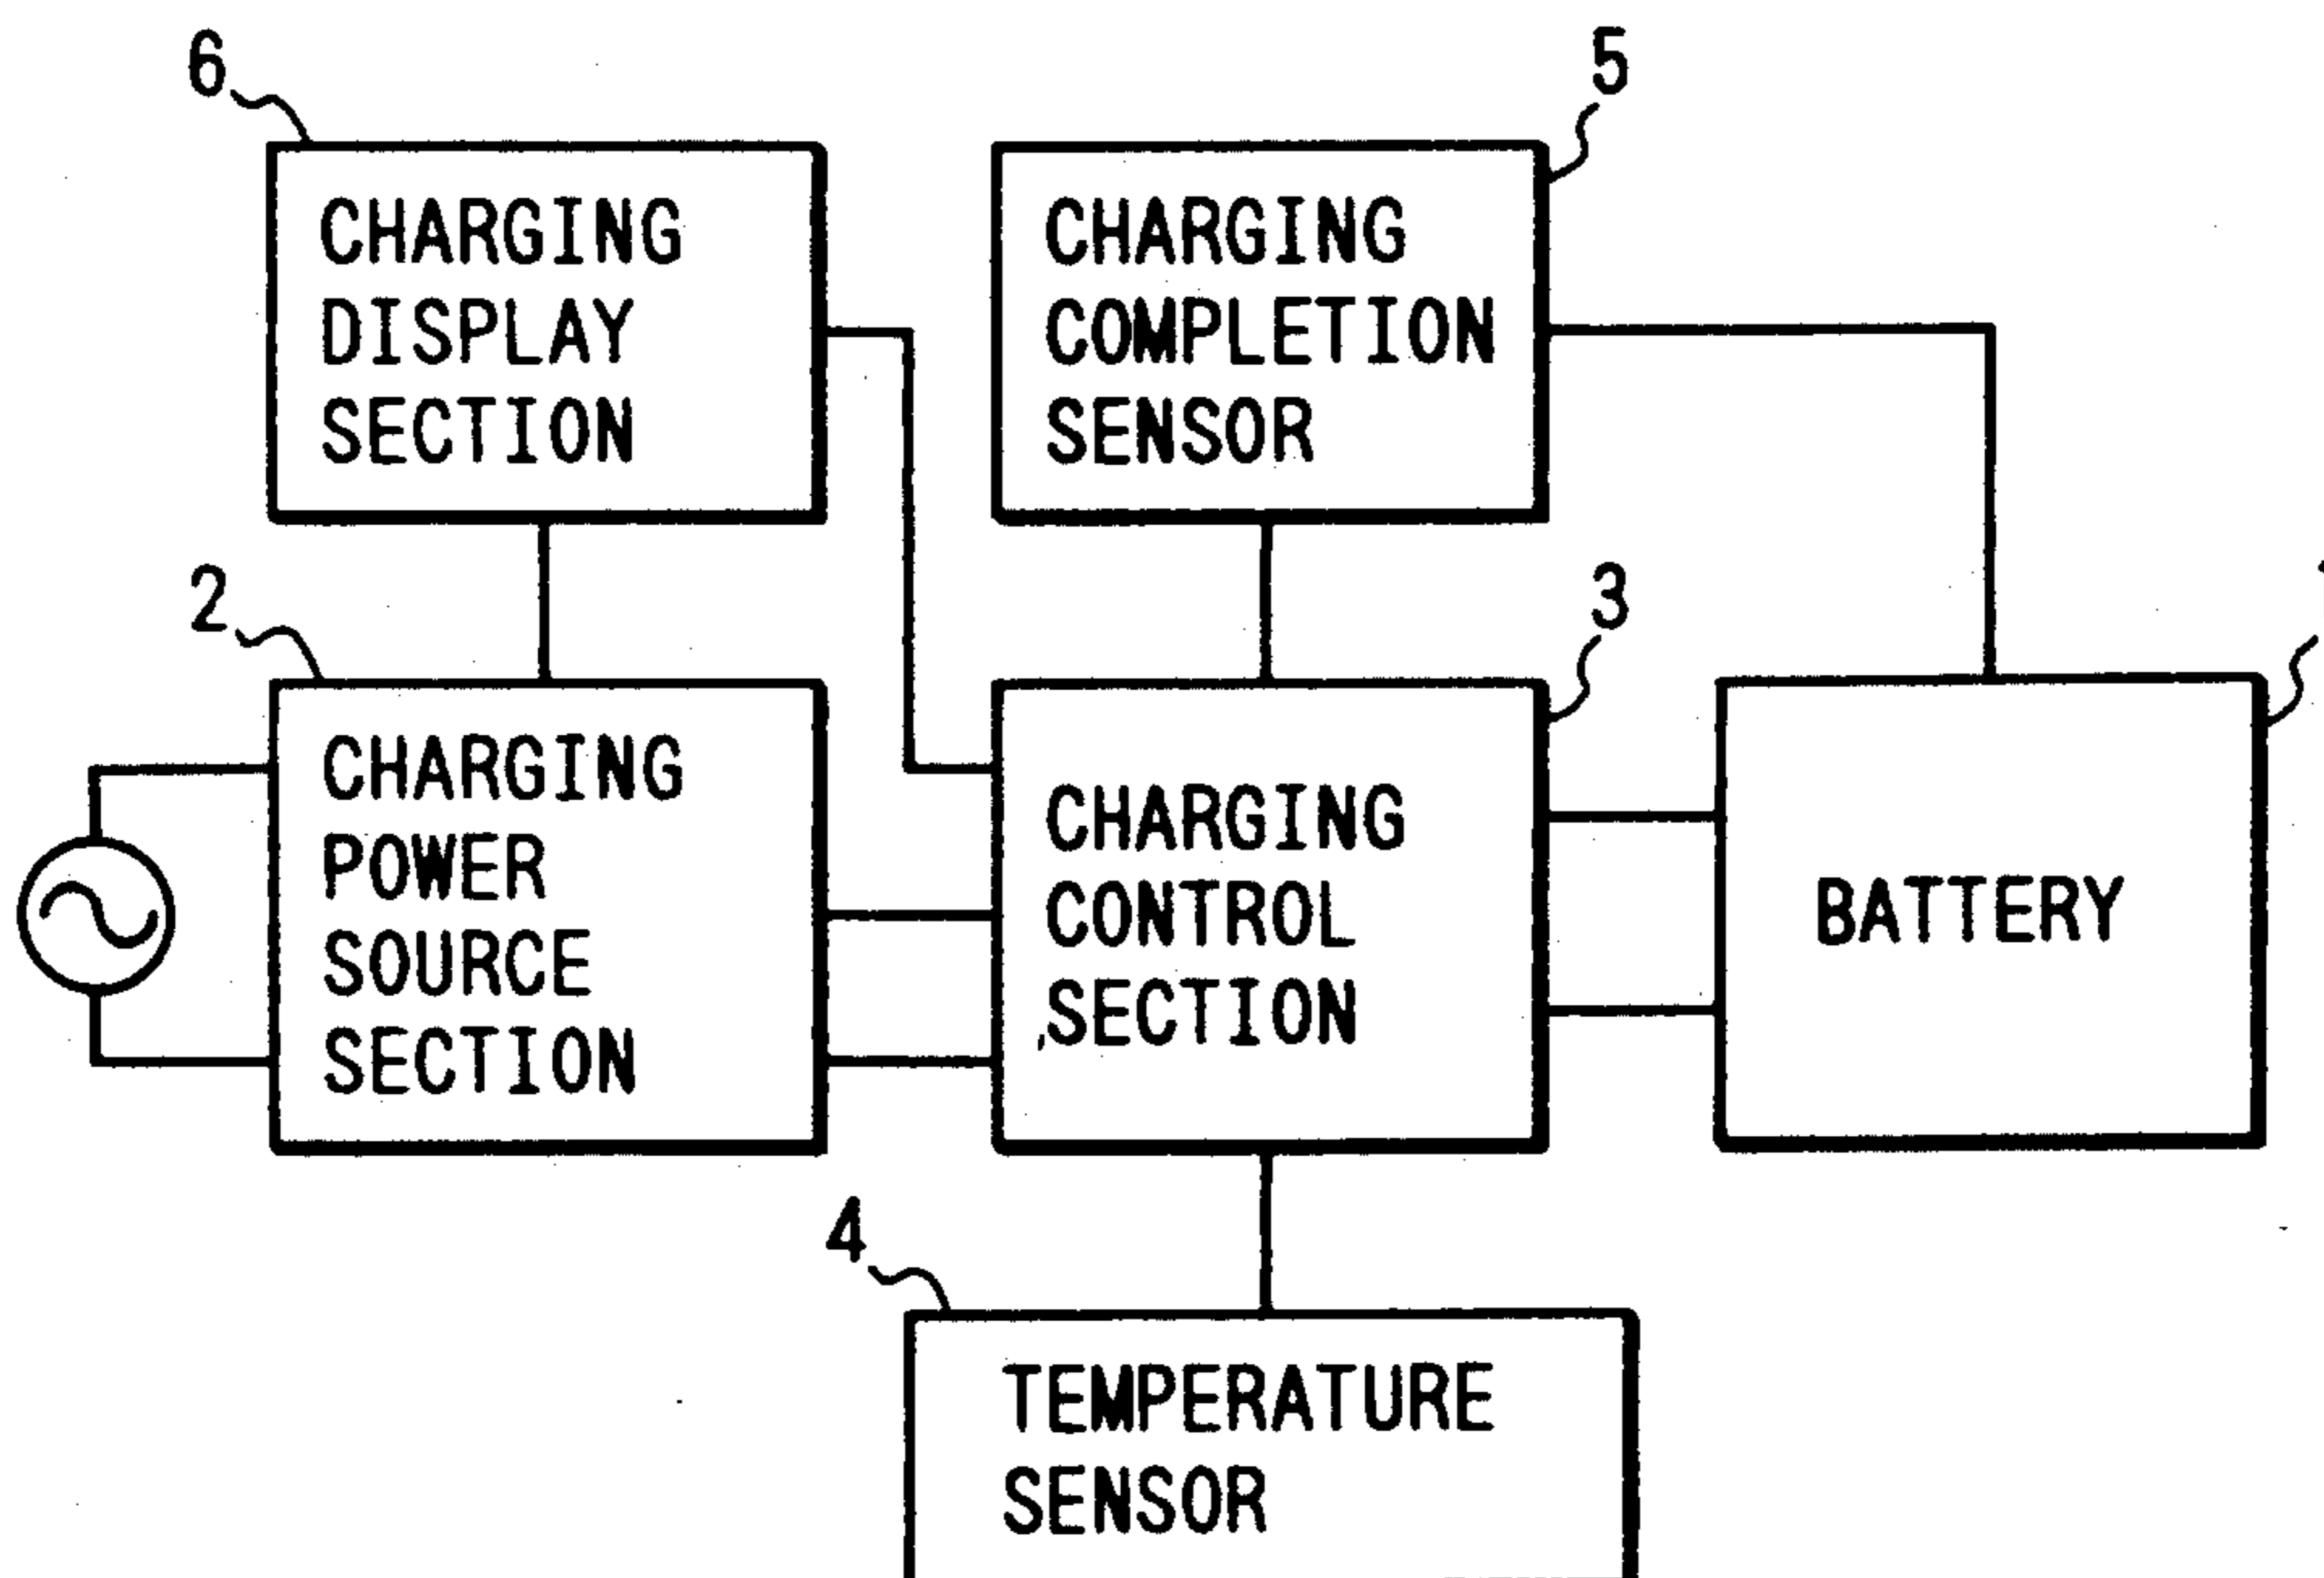 6
CHARGING
DISPLAY
SECTION
5
CHARGING
COMPLETION
SENSOR
2
CHARGING
POWER
SOURCE
SECTION
3
CHARGING
CONTROL
SECTION
BATTERY
4
TEMPERATURE
SENSOR